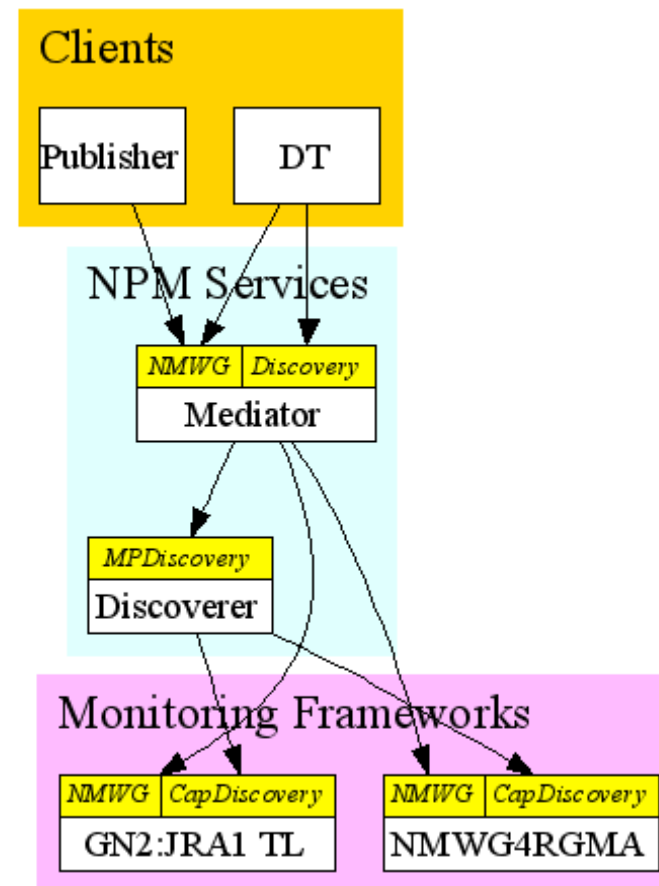 Clients
Publisher
DT
NPM Services
NMWG Discovery
Mediator
MPDiscovery
Discoverer
Monitoring Frameworks
NMWG CapDiscovery NMWG CapDiscovery
GN2:JRA1 TL NMWG4RGMA